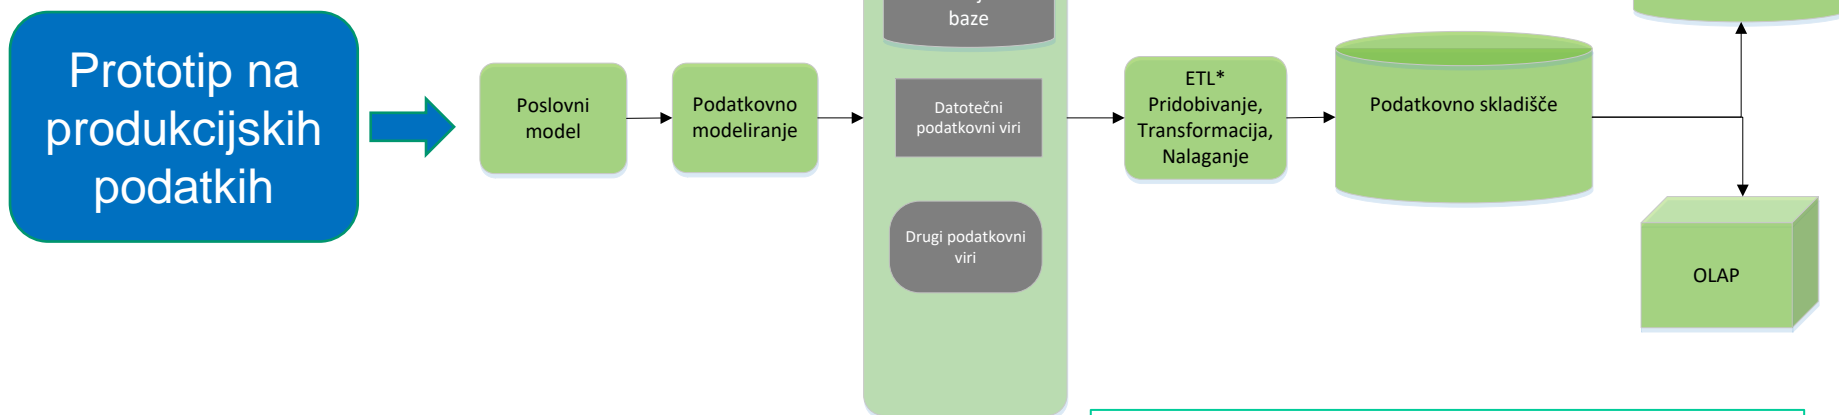 Prototip na
produkcijskih
podatkih
Poslovni
model
Podatkovno
modeliranje
baze
Datotečni
podatkovni viri
Drugi podatkovni
viri
ETL*
Pridobivanje,
Transformacija,
Nalaganje
Podatkovno skladišče
OLAP